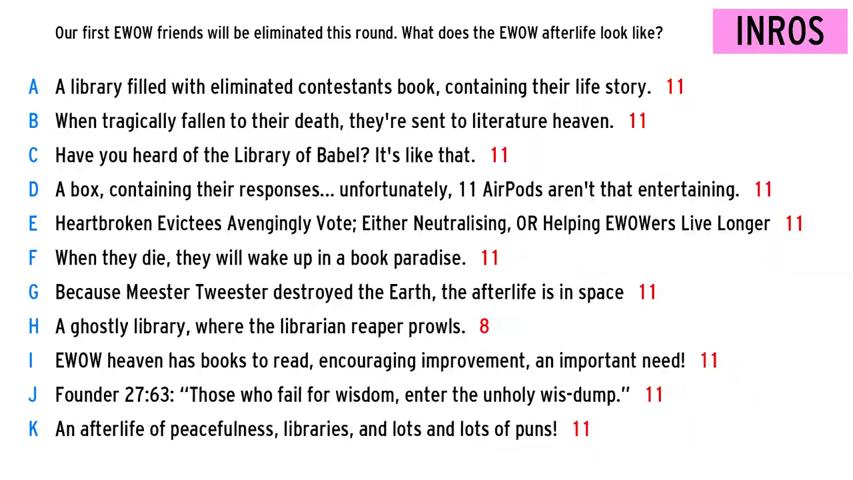 Our first EWOW friends will be eliminated this round. What does the EWOW afterlife look like?
INROS
A A library filled with eliminated contestants book, containing their life story. 11
B When tragically fallen to their death, they're sent to literature heaven. 11
C Have you heard of the Library of Babel? It's like that. 11
D A box, containing their responses... unfortunately, 11 AirPods aren't that entertaining. 11
E Heartbroken Evictees Avengingly Vote; Either Neutralising, OR Helping EWOWers Live Longer 11
F When they die, they will wake up in a book paradise. 11
G Because Meester Tweester destroyed the Earth, the afterlife is in space 11
H A ghostly library, where the librarian reaper prowls. 8
I EWOW heaven has books to read, encouraging improvement, an important need! 11
J Founder 27:63: “Those who fail for wisdom, enter the unholy wis-dump.” 11
K An afterlife of peacefulness, libraries, and lots and lots of puns! 11